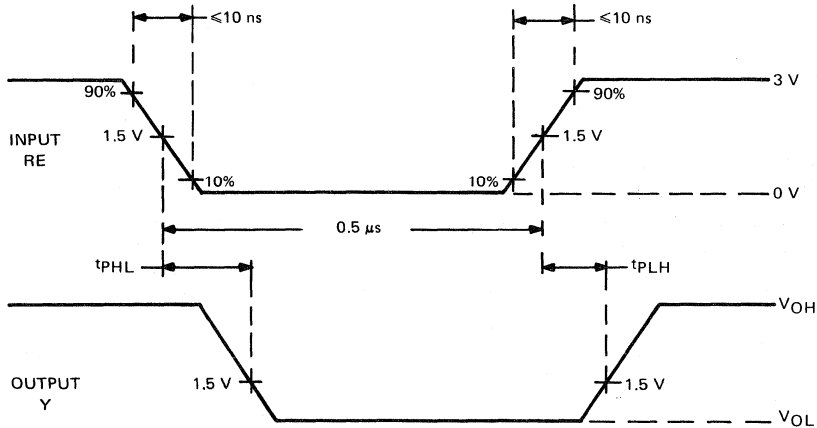 ≤10 ns
≤10 ns
3 V
90%
90%
INPUT
RE
1.5 V
1.5 V
10%
10%
0 V
0.5 μs
tPHL
tPLH
VOH
OUTPUT
Y
1.5 V
1.5 V
VOL